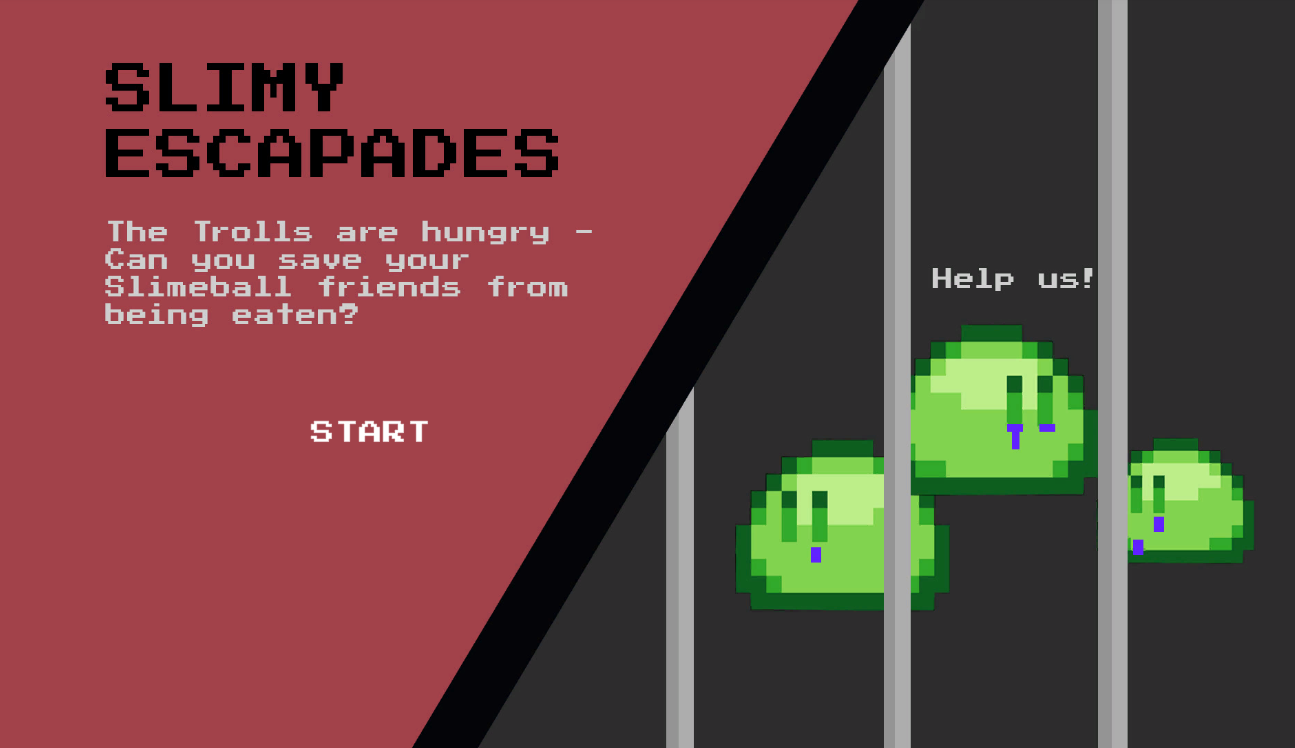 SLIMY
ESCAPADES
The Trolls are hungry -
Can you save your
Slimeball friends from
being eaten?
Help us!
START